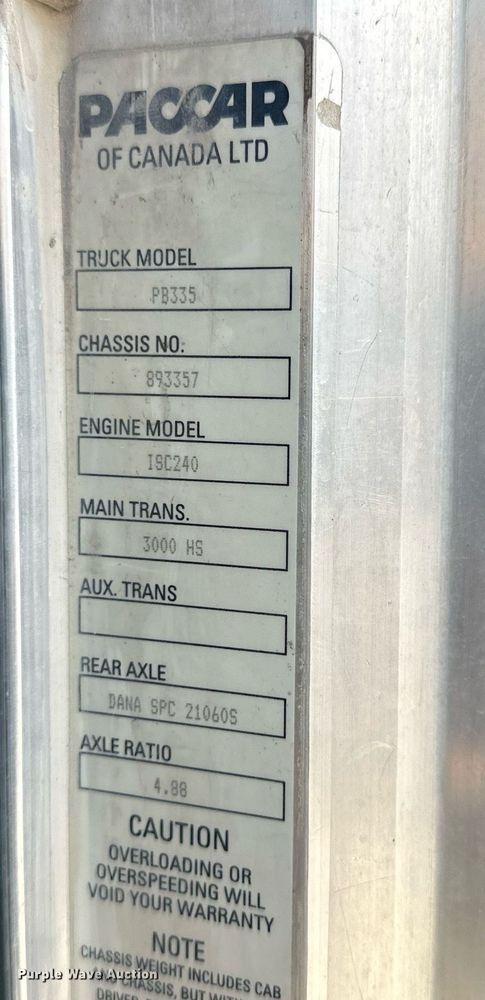 PACCAR
OF CANADA LTD
TRUCK MODEL
PB335
CHASSIS NO.
893357
ENGINE MODEL
ISC240
MAIN TRANS.
3000 HS
AUX. TRANS
REAR AXLE
DANA SPC 21060S
AXLE RATIO
4.88
CAUTION
OVERLOADING OR
OVERSPEEDING WILL
VOID YOUR WARRANTY
NOTE
CHASSIS WEIGHT INCLUDES CAB
CHASSIS, BUT
Purple Wave Auction